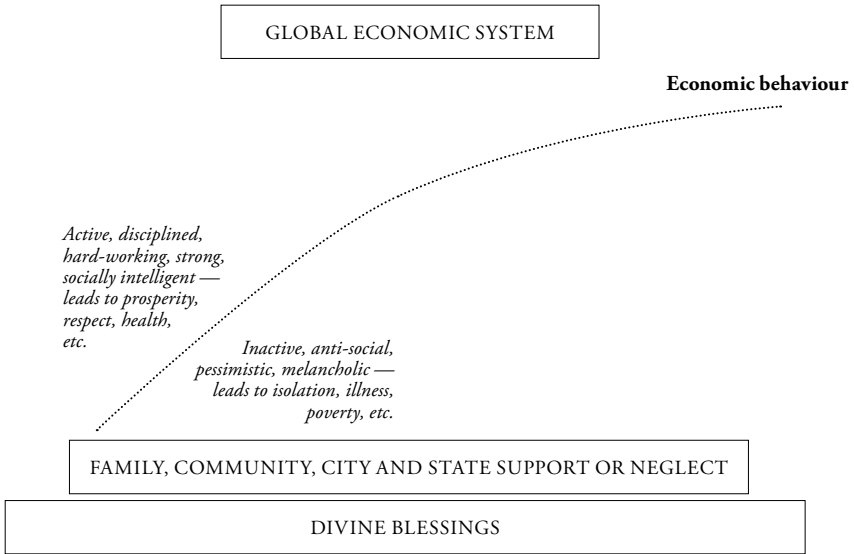 GLOBAL ECONOMIC SYSTEM
Economic behaviour
Active, disciplined,
hard-working, strong,
socially intelligent —
leads to prosperity,
respect, health,
etc.
Inactive, anti-social,
pessimistic, melancholic —
leads to isolation, illness,
poverty, etc.
FAMILY, COMMUNITY, CITY AND STATE SUPPORT OR NEGLECT
DIVINE BLESSINGS